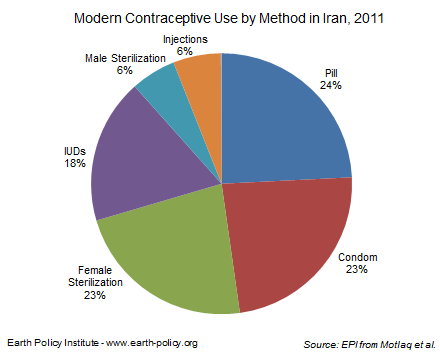 Modern Contraceptive Use by Method in Iran, 2011
Injections
6%
Male Sterilization
6%
Pill
24%
IUDs
18%
Condom
23%
Female
Sterilization
23%
Earth Policy Institute - www.earth-policy.org
Source: EPI from Motlaq et al.